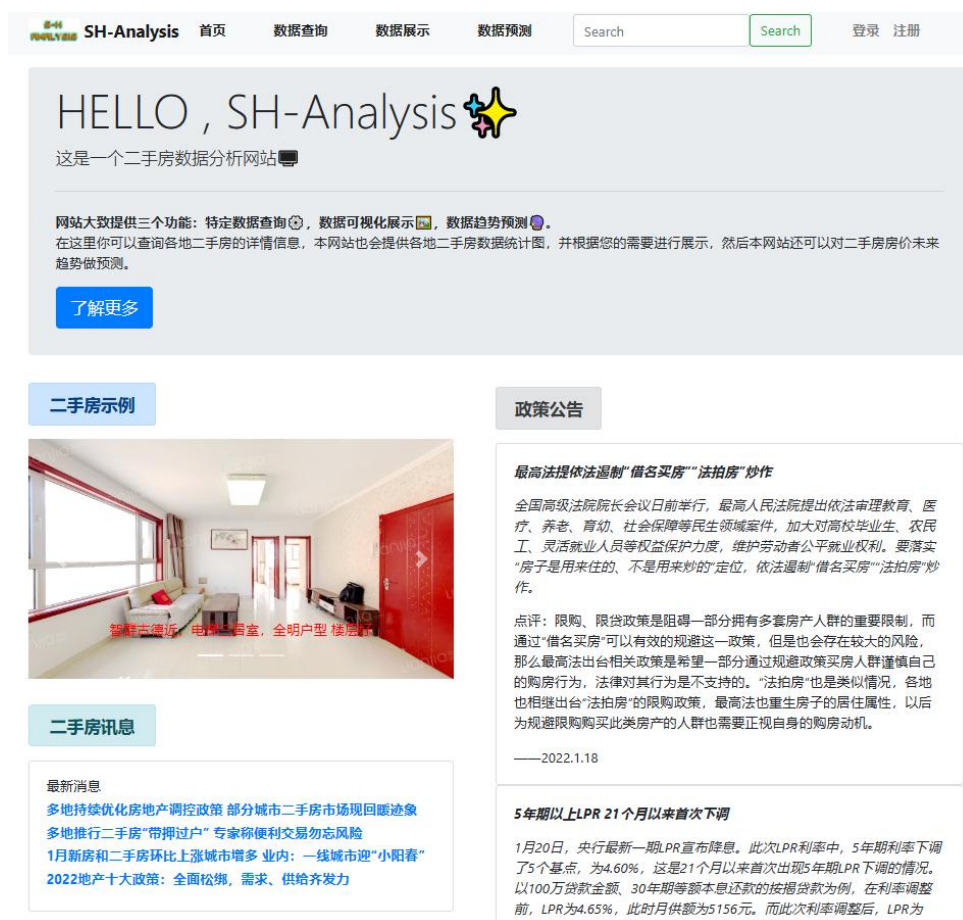 S-H
ANALYSIS
SH-Analysis 首页 数据查询 数据展示 数据预测 Search Search 登录 注册
HELLO , SH-Analysis✨
这是一个二手房数据分析网站🖥️
网站大致提供三个功能：特定数据查询，数据可视化展示🖼️，数据趋势预测🔮。
在这里你可以查询各地二手房的详情信息，本网站也会提供各地二手房数据统计图，并根据您的需要进行展示，然后本网站还可以对二手房房价未来
趋势做预测。
了解更多
二手房示例
智群古德近，电梯三居室，全明户型 楼层好
二手房讯息
最新消息
多地持续优化房地产调控政策 部分城市二手房市场现回暖迹象
多地推行二手房“带押过户” 专家称便利交易勿忘风险
1月新房和二手房环比上涨城市增多 业内：一线城市迎“小阳春”
2022地产十大政策：全面松绑，需求、供给齐发力
政策公告
最高法提依法遏制“借名买房”“法拍房”炒作
全国高级法院院长会议日前举行，最高人民法院提出依法审理教育、医
疗、养老、育幼、社会保障等民生领域案件，加大对高校毕业生、农民
工、灵活就业人员等权益保护力度，维护劳动者公平就业权利。要落实
“房子是用来住的、不是用来炒的”定位，依法遏制“借名买房”“法拍房”炒
作。
点评：限购、限贷政策是阻碍一部分拥有多套房产人群的重要限制，而
通过“借名买房”可以有效的规避这一政策，但是也会存在较大的风险，
那么最高法出台相关政策是希望一部分通过规避政策买房人群谨慎自己
的购房行为，法律对其行为是不支持的。“法拍房”也是类似情况，各地
也相继出台“法拍房”的限购政策，最高法也重生房子的居住属性，以后
为规避限购购买此类房产的人群也需要正视自身的购房动机。
——2022.1.18
5年期以上LPR 21个月以来首次下调
1月20日，央行最新一期LPR宣布降息。此次LPR利率中，5年期利率下调
了5个基点，为4.60%，这是21个月以来首次出现5年期LPR下调的情况。
以100万贷款金额、30年期等额本息还款的按揭贷款为例，在利率调整
前，LPR为4.65%，此时月供额为5156元。而此次利率调整后，LPR为